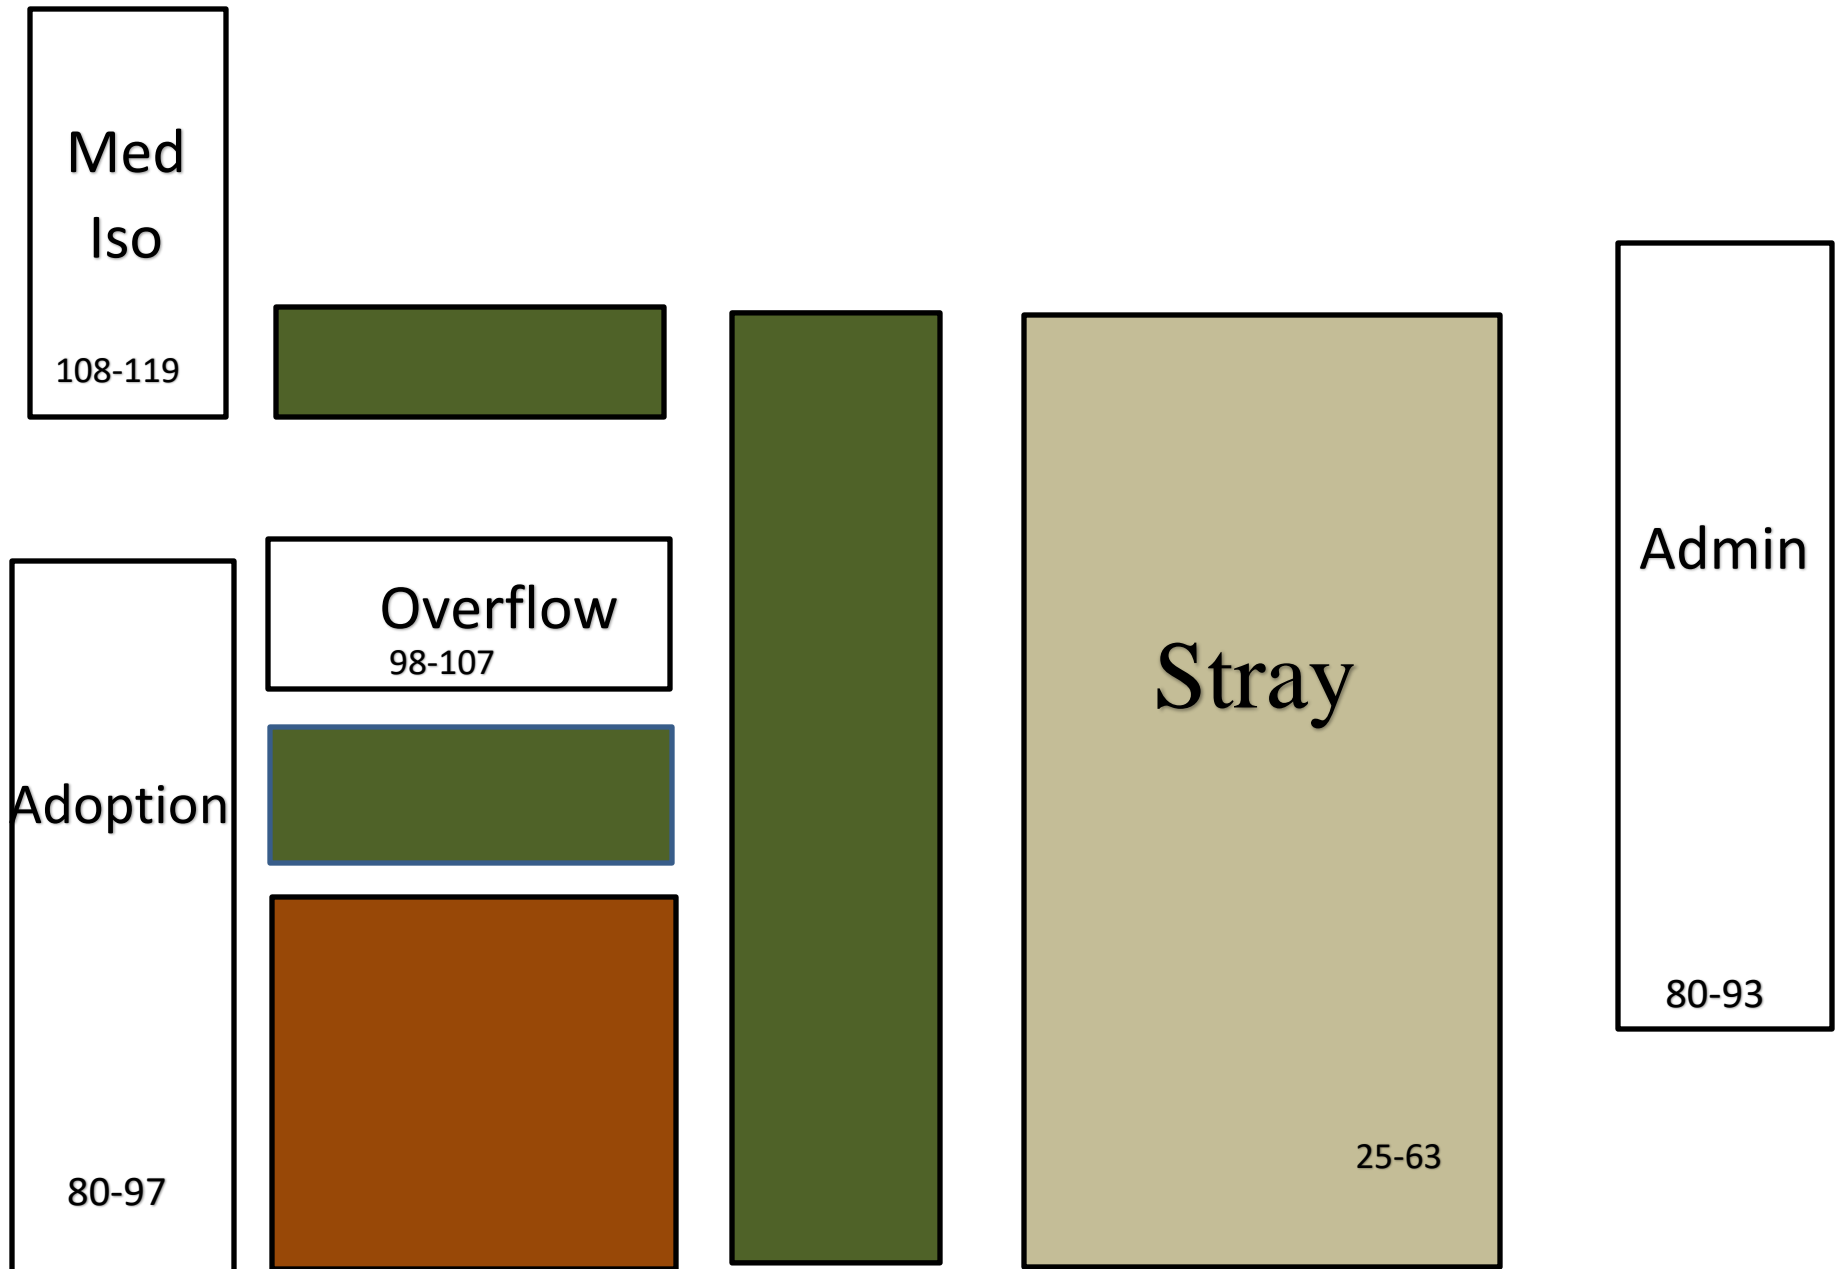 Med
Iso
108-119
Overflow
98-107
Adoption
80-97
Stray
25-63
Admin
80-93